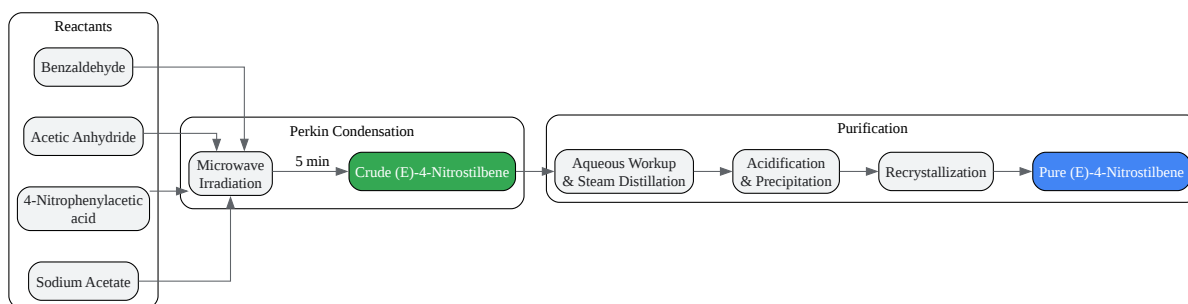 Reactants
Benzaldehyde
Acetic Anhydride
4-Nitrophenylacetic
acid
Sodium Acetate
Perkin Condensation
Microwave
Irradiation
5 min
Crude (E)-4-Nitrostilbene
Purification
Aqueous Workup
& Steam Distillation
Acidification
& Precipitation
Recrystallization
Pure (E)-4-Nitrostilbene